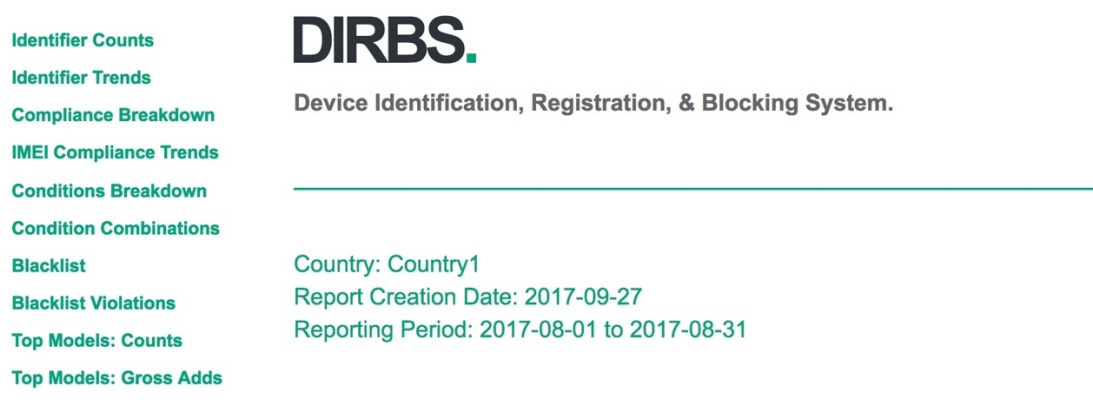 Identifier Counts
Identifier Trends
Compliance Breakdown
IMEI Compliance Trends
Conditions Breakdown
Condition Combinations
Blacklist
Blacklist Violations
Top Models: Counts
Top Models: Gross Adds
DIRBS.
Device Identification, Registration, & Blocking System.
Country: Country1
Report Creation Date: 2017-09-27
Reporting Period: 2017-08-01 to 2017-08-31